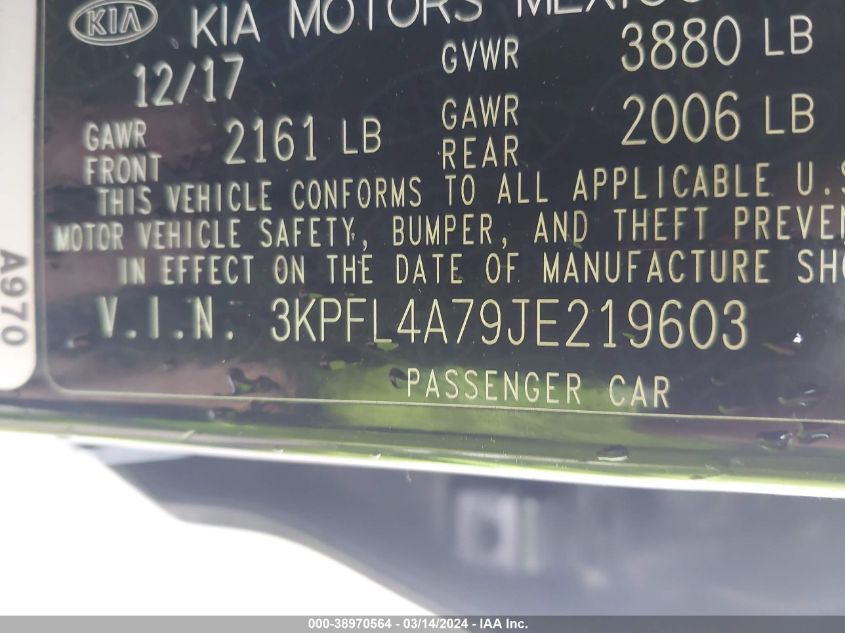 KIA KIA MOTORS MEXICO
12/17 GVWR 3880 LB
GAWR FRONT 2161 LB GAWR REAR 2006 LB
THIS VEHICLE CONFORMS TO ALL APPLICABLE U.S
MOTOR VEHICLE SAFETY, BUMPER, AND THEFT PREVEN
IN EFFECT ON THE DATE OF MANUFACTURE SHO
V.I.N. 3KPFL4A79JE219603
PASSENGER CAR
A970
000-38970564 - 03/14/2024 - IAA Inc.